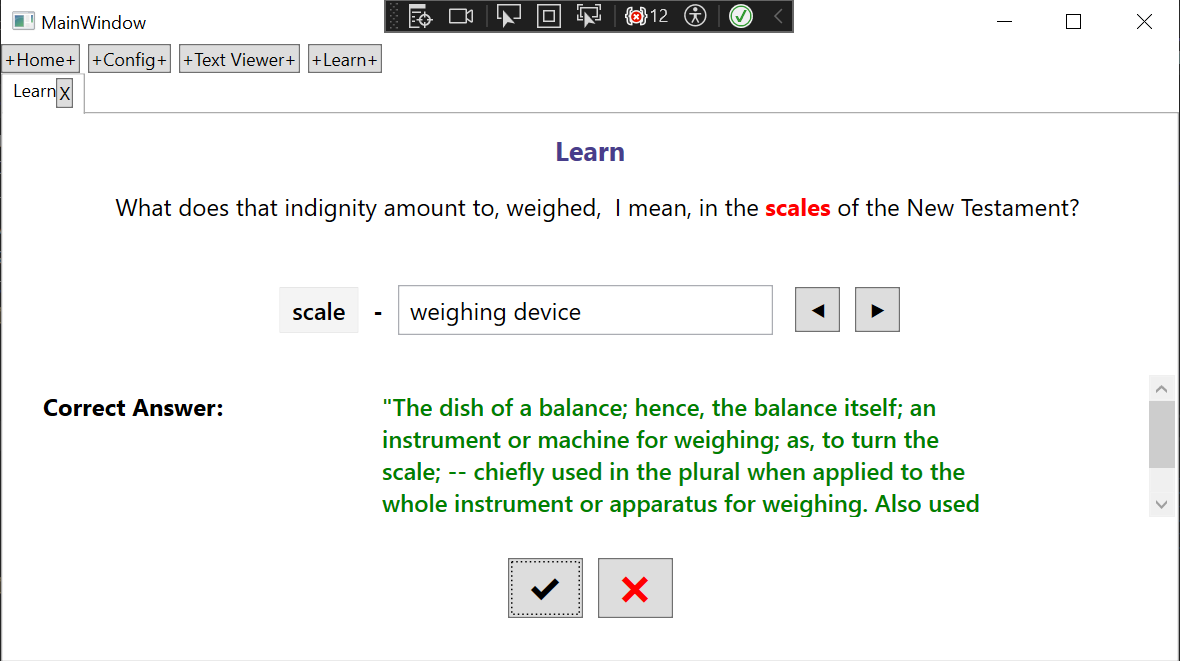 MainWindow
12
+Home+ +Config+ +Text Viewer+ +Learn+
Learn X
Learn
What does that indignity amount to, weighed,  I mean, in the scales of the New Testament?
scale - weighing device
Correct Answer: "The dish of a balance; hence, the balance itself; an
instrument or machine for weighing; as, to turn the
scale; -- chiefly used in the plural when applied to the
whole instrument or apparatus for weighing. Also used